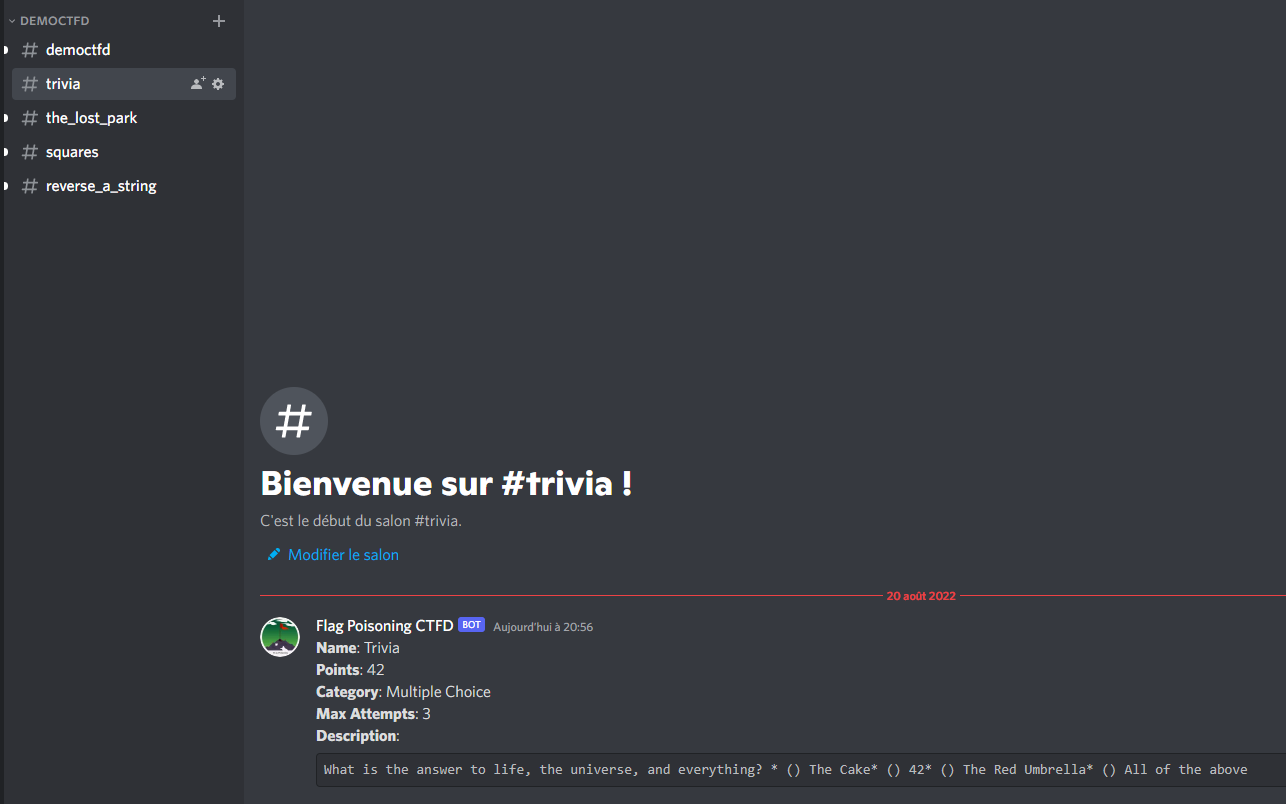 DEMOCTFD
democtfd
trivia
the_lost_park
squares
reverse_a_string
Bienvenue sur #trivia !
C'est le début du salon #trivia.
Modifier le salon
20 août 2022
Flag Poisoning CTFD BOT Aujourd'hui à 20:56
Name: Trivia
Points: 42
Category: Multiple Choice
Max Attempts: 3
Description:
What is the answer to life, the universe, and everything? * () The Cake* () 42* () The Red Umbrella* () All of the above